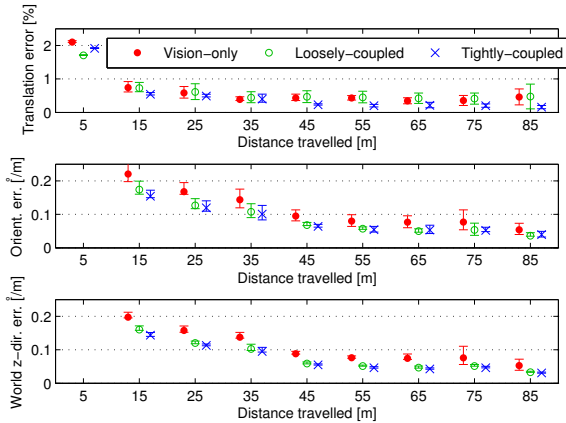 Translation error [%]
2
1
0
Vision−only
Loosely−coupled
Tightly−coupled
5 15 25 35 45 55 65 75 85
Distance travelled [m]
Orient. err. [°/m]
0.2
0.1
0
5 15 25 35 45 55 65 75 85
Distance travelled [m]
World z−dir. err. [°/m]
0.2
0.1
0
5 15 25 35 45 55 65 75 85
Distance travelled [m]